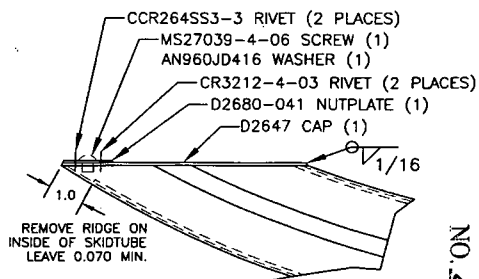 CCR264SS3-3 RIVET (2 PLACES)
MS27039-4-06 SCREW (1)
AN960JD416 WASHER (1)
CR3212-4-03 RIVET (2 PLACES)
D2680-041 NUTPLATE (1)
D2647 CAP (1)
1/16
1.0
REMOVE RIDGE ON
INSIDE OF SKIDTUBE
LEAVE 0.070 MIN.
NO.